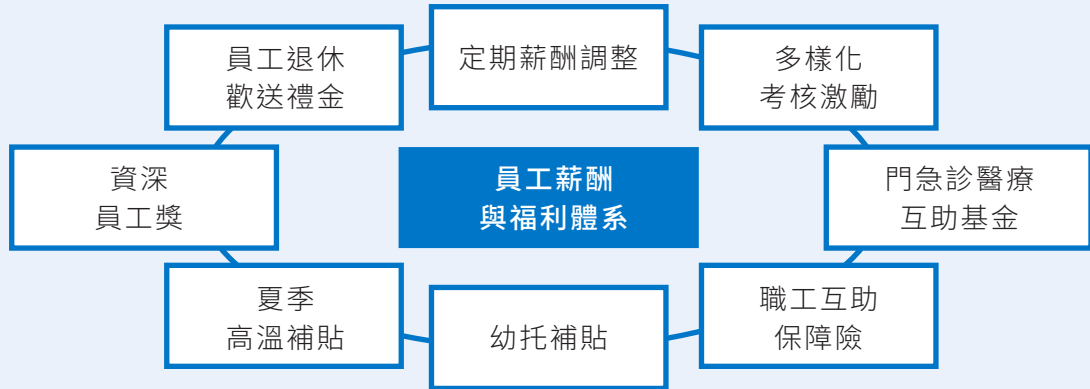 定期薪酬調整
員工退休
歡送禮金
多樣化
考核激勵
資深
員工獎
員工薪酬
與福利體系
門急診醫療
互助基金
夏季
高溫補貼
幼托補貼
職工互助
保障險